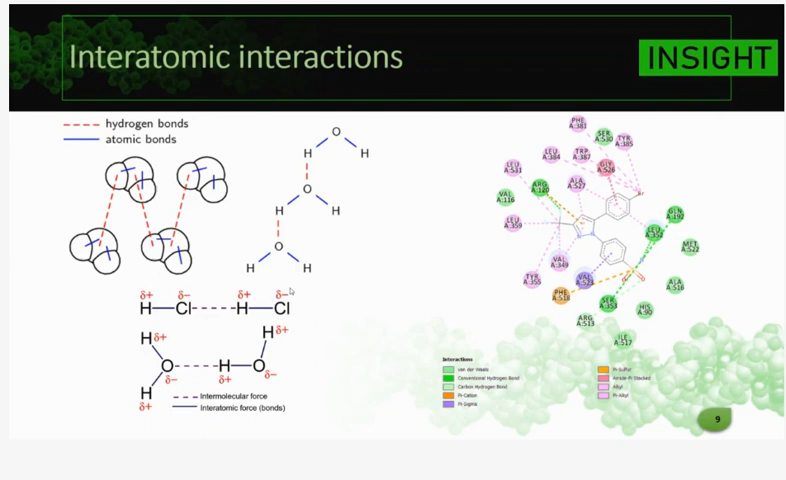 Interatomic interactions
INSIGHT
hydrogen bonds
atomic bonds
O
H H
O
H H
O
H H
δ+ δ− δ+ δ−
H Cl H Cl
H δ+
H δ+
O H O
δ− δ+ δ−
H
δ+
Intermolecular force
Interatomic force (bonds)
PHE
A:381
SER
A:530
TYR
A:385
LEU
A:384
TRP
A:387
GLY
A:526
LEU
A:531
ARG
A:120
ALA
A:527
VAL
A:116
GLN
A:192
LEU
A:359
LEU
A:352
MET
A:522
VAL
A:349
TYR
A:355
VAL
A:523
ALA
A:516
PHE
A:518
SER
A:353
HIS
A:90
ARG
A:513
ILE
A:517
Interactions
van der Waals
Conventional Hydrogen Bond
Carbon Hydrogen Bond
Pi-Cation
Pi-Sigma
Pi-Sulfur
Amide-Pi Stacked
Alkyl
Pi-Alkyl
9